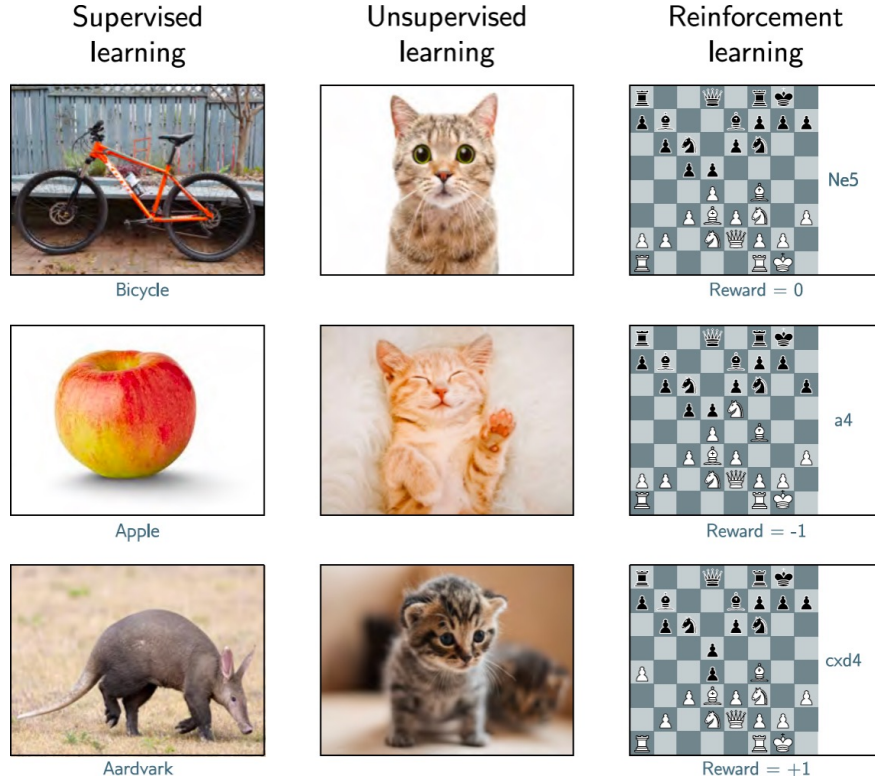 Supervised
learning
Unsupervised
learning
Reinforcement
learning
Bicycle
Ne5
Reward = 0
Apple
a4
Reward = -1
Aardvark
cxd4
Reward = +1